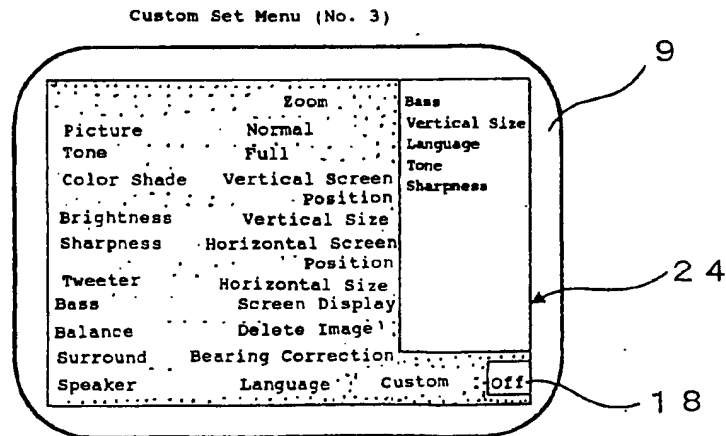 Custom Set Menu (No. 3)
9
Zoom
Picture Normal
Tone Full
Color Shade Vertical Screen
Position
Brightness Vertical Size
Sharpness Horizontal Screen
Position
Tweeter Horizontal Size
Bass Screen Display
Balance Delete Image
Surround Bearing Correction
Speaker Language Custom Off
Bass
Vertical Size
Language
Tone
Sharpness
24
18